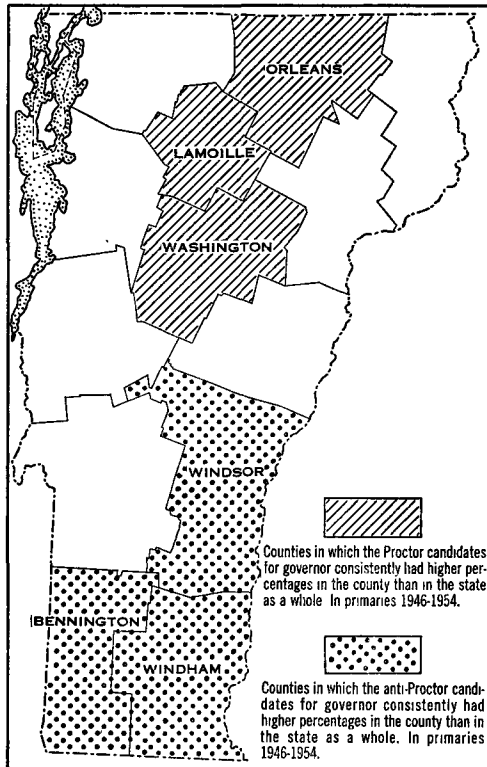 ORLEANS
LAMOILLE
WASHINGTON
WINDSOR
BENNINGTON
WINDHAM
Counties in which the Proctor candidates
for governor consistently had higher per-
centages in the county than in the state
as a whole. In primaries 1946-1954.
Counties in which the anti-Proctor candi-
dates for governor consistently had
higher percentages in the county than in
the state as a whole. In primaries
1946-1954.